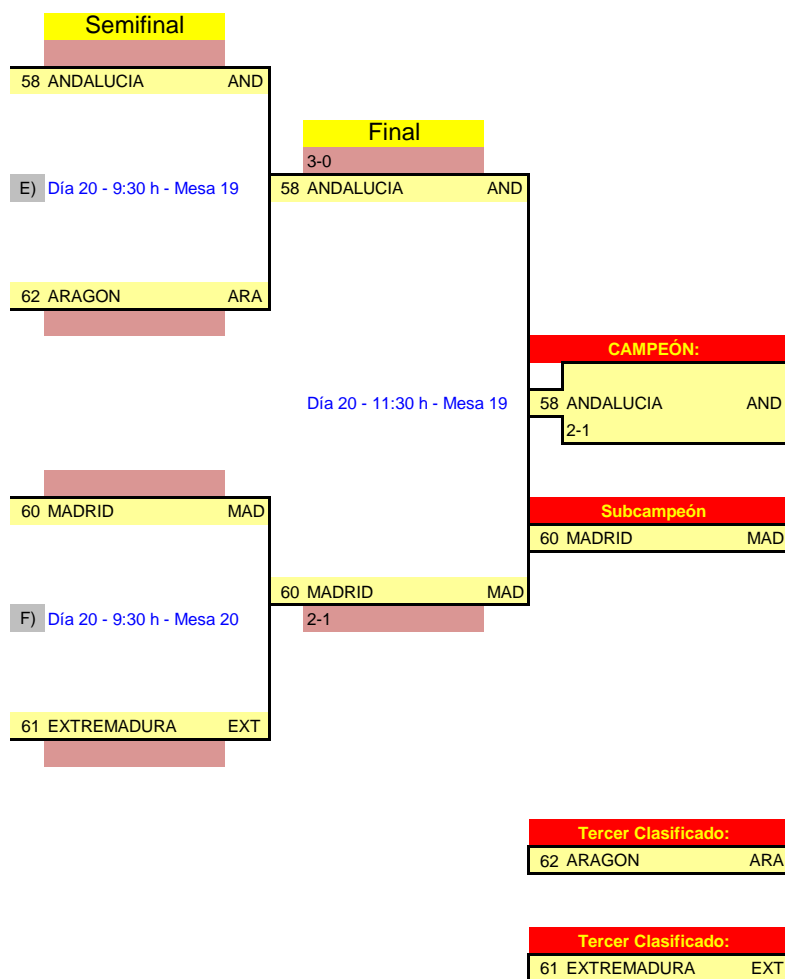 Semifinal
58 ANDALUCIA AND
Final
3-0
E) Día 20 - 9:30 h - Mesa 19
58 ANDALUCIA AND
62 ARAGON ARA
CAMPEÓN:
Día 20 - 11:30 h - Mesa 19
58 ANDALUCIA AND
2-1
60 MADRID MAD
Subcampeón
60 MADRID MAD
60 MADRID MAD
F) Día 20 - 9:30 h - Mesa 20
2-1
61 EXTREMADURA EXT
Tercer Clasificado:
62 ARAGON ARA
Tercer Clasificado:
61 EXTREMADURA EXT